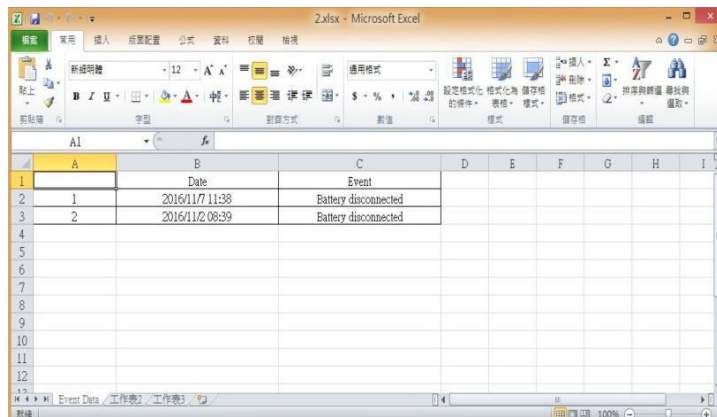 2.xlsx - Microsoft Excel
檔案 常用 插入 版面配置 公式 資料 校閱 檢視
新細明體 12 A A 通用格式 插入 Σ
貼上 B I U A 中ž $ % , 設定格式化的條件 格式化為表格 儲存格樣式 刪除 格式 排序與篩選 尋找與選取
剪貼簿 字型 對齊方式 數值 樣式 儲存格 編輯
A1 fx
A B C D E F G H I
1 Date Event
2 1 2016/11/7 11:38 Battery disconnected
3 2 2016/11/2 08:39 Battery disconnected
4
5
6
7
8
9
10
11
12
Event Data 工作表2 工作表3
就緒 100%